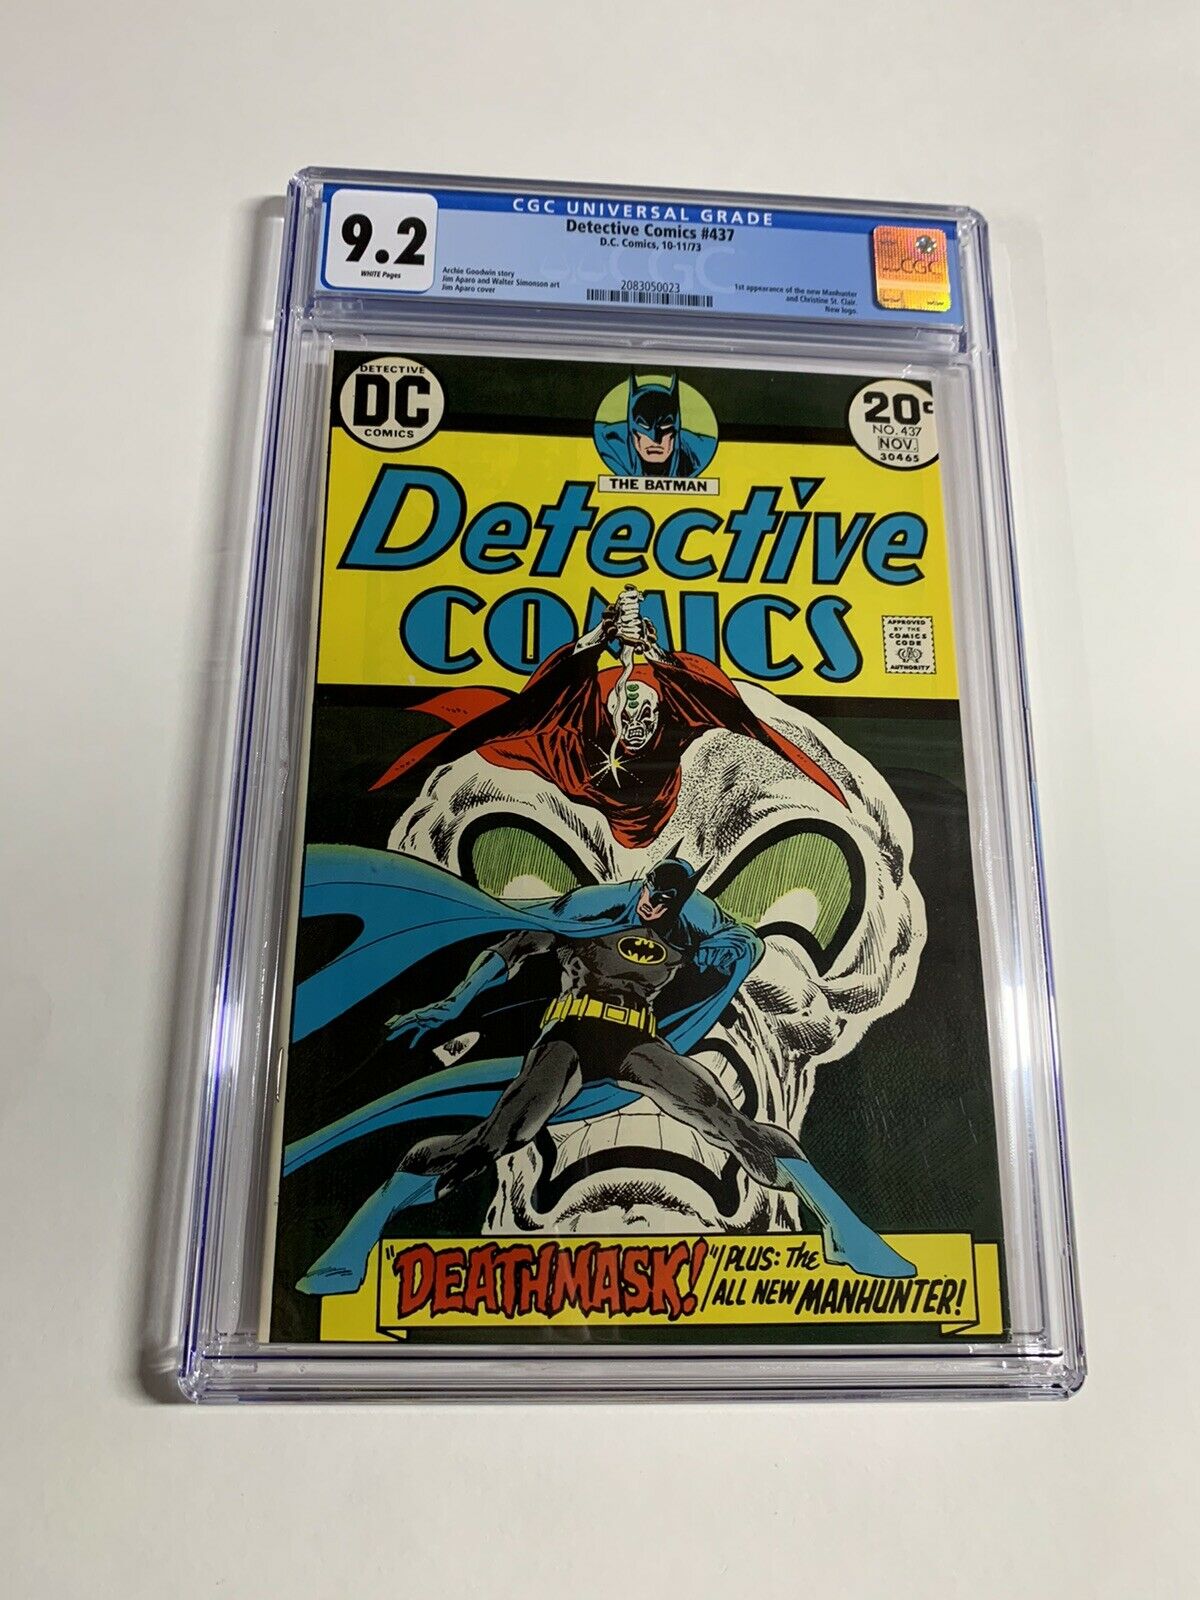 CGC UNIVERSAL GRADE
9.2
WHITE Pages
Detective Comics #437
D.C. Comics, 10-11/73
Archie Goodwin story
Jim Aparo and Walter Simonson art
Jim Aparo cover
CGC
2083050023
1st appearance of the new Manhunter
and Christine St. Clair.
New logo.
CGC
DETECTIVE
DC
COMICS
THE BATMAN
20¢
NO. 437
NOV.
30465
Detective
COMICS
APPROVED
BY THE
COMICS
CODE
AUTHORITY
"DEATHMASK!"
PLUS: THE
ALL NEW MANHUNTER!